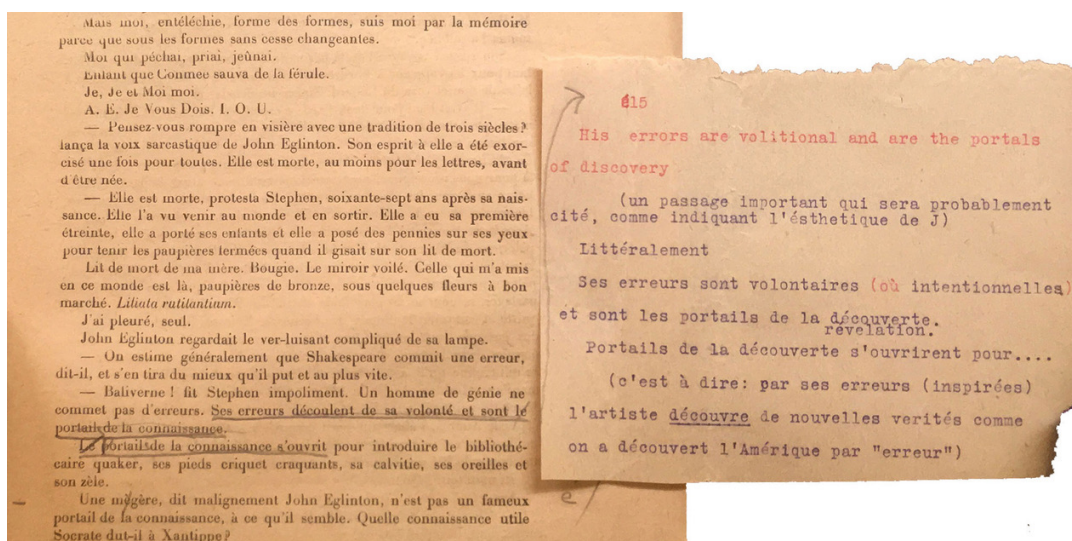 Mais moi, entéléchie, forme des formes, suis moi par la mémoire
parce que sous les formes sans cesse changeantes.
Moi qui péchai, priai, jeûnai.
Enfant que Conmee sauva de la férule.
Je, Je et Moi moi.
A. E. Je Vous Dois. I. O. U.
— Pensez-vous rompre en visière avec une tradition de trois siècles?
lança la voix sarcastique de John Eglinton. Son esprit à elle a été exor-
cisé une fois pour toutes. Elle est morte, au moins pour les lettres, avant
d'être née.
— Elle est morte, protesta Stephen, soixante-sept ans après sa nais-
sance. Elle l'a vu venir au monde et en sortir. Elle a eu sa première
étreinte, elle a porté ses enfants et elle a posé des pennies sur ses yeux
pour tenir les paupières fermées quand il gisait sur son lit de mort.
Lit de mort de ma mère. Bougie. Le miroir voilé. Celle qui m'a mis
en ce monde est là, paupières de bronze, sous quelques fleurs à bon
marché. Liliata rutilantium.
J'ai pleuré, seul.
John Eglinton regardait le ver-luisant compliqué de sa lampe.
— On estime généralement que Shakespeare commit une erreur,
dit-il, et s'en tira du mieux qu'il put et au plus vite.
— Baliverne ! fit Stephen impoliment. Un homme de génie ne
commet pas d'erreurs. Ses erreurs découlent de sa volonté et sont le
portail de la connaissance.
Le portail de la connaissance s'ouvrit pour introduire le bibliothé-
caire quaker, ses pieds criquet craquants, sa calvitie, ses oreilles et
son zèle.
Une mégère, dit malignement John Eglinton, n'est pas un fameux
portail de la connaissance, à ce qu'il semble. Quelle connaissance utile
Socrate dut-il à Xantippe?
e/
é15
His errors are volitional and are the portals
of discovery
(un passage important qui sera probablement
cité, comme indiquant l'ésthetique de J)
Littéralement
Ses erreurs sont volontaires (où intentionnelles)
et sont les portails de la découverte.
révelation.
Portails de la découverte s'ouvrirent pour....
(c'est à dire: par ses erreurs (inspirées)
l'artiste découvre de nouvelles verités comme
on a découvert l'Amérique par "erreur")